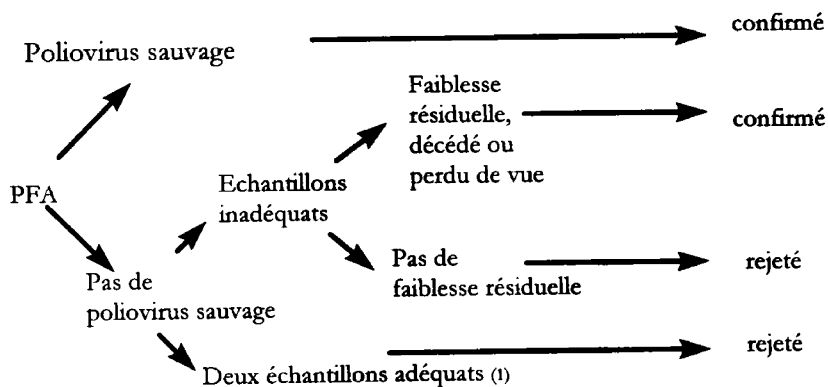 Poliovirus sauvage
confirmé
Faiblesse
résiduelle,
décédé ou
perdu de vue
confirmé
PFA
Echantillons
inadéquats
Pas de
faiblesse résiduelle
rejeté
Pas de
poliovirus sauvage
Deux échantillons adéquats (1)
rejeté